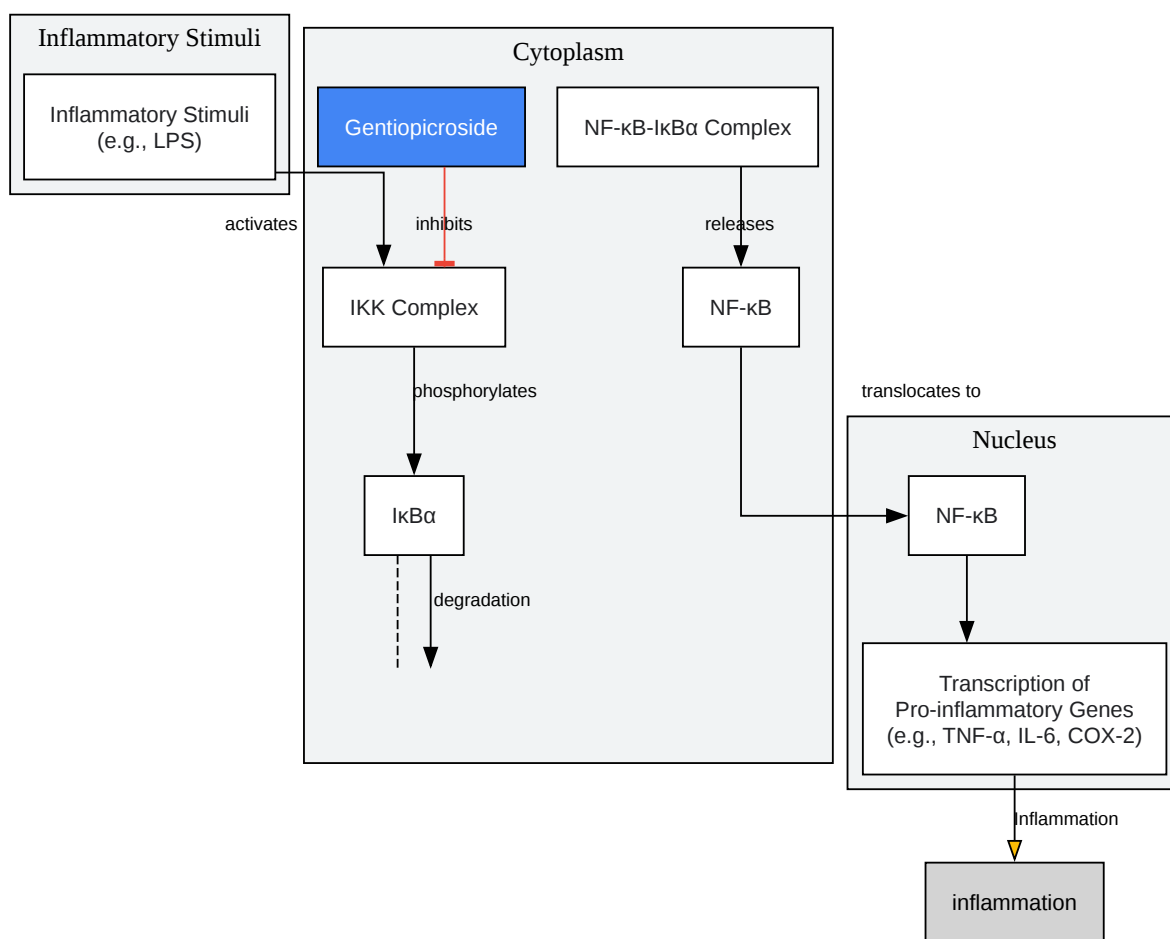 Inflammatory Stimuli
Inflammatory Stimuli
(e.g., LPS)
Cytoplasm
Gentiopicroside
NF-κB-IκBα Complex
activates
inhibits
releases
IKK Complex
NF-κB
phosphorylates
translocates to
Nucleus
IκBα
NF-κB
degradation
Transcription of
Pro-inflammatory Genes
(e.g., TNF-α, IL-6, COX-2)
Inflammation
inflammation